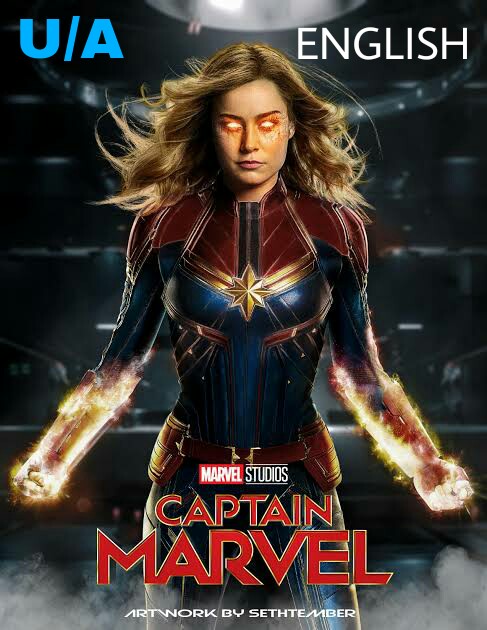 U/A
ENGLISH
MARVEL STUDIOS
CAPTAIN
MARVEL
ARTWORK BY SETHTEMBER